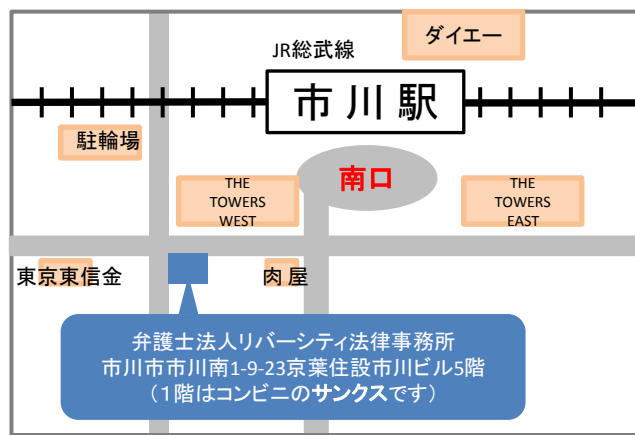 ダイエー
JR総武線
市川駅
駐輪場
南口
THE
TOWERS
WEST
THE
TOWERS
EAST
東京東信金
肉屋
弁護士法人リバーシティ法律事務所
市川市市川南1-9-23京葉住設市川ビル5階
（１階はコンビニのサンクスです）